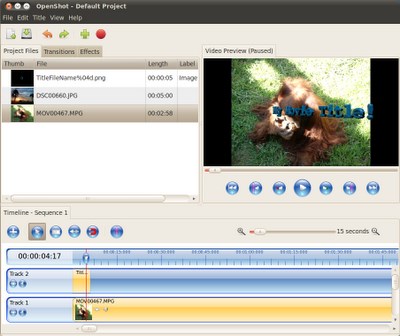 OpenShot - Default Project
File Edit Title View Help
Project Files Transitions Effects
Thumb File Length Label
TitleFileName%04d.png 00:00:05 Image
DSC00660.JPG 00:05:00
MOV00467.MPG 00:02:58
Video Preview (Paused)
Title!
Timeline - Sequence 1
15 seconds
00:00:04:17
Track 2
Titl...
Track 1
MOV00467.MPG